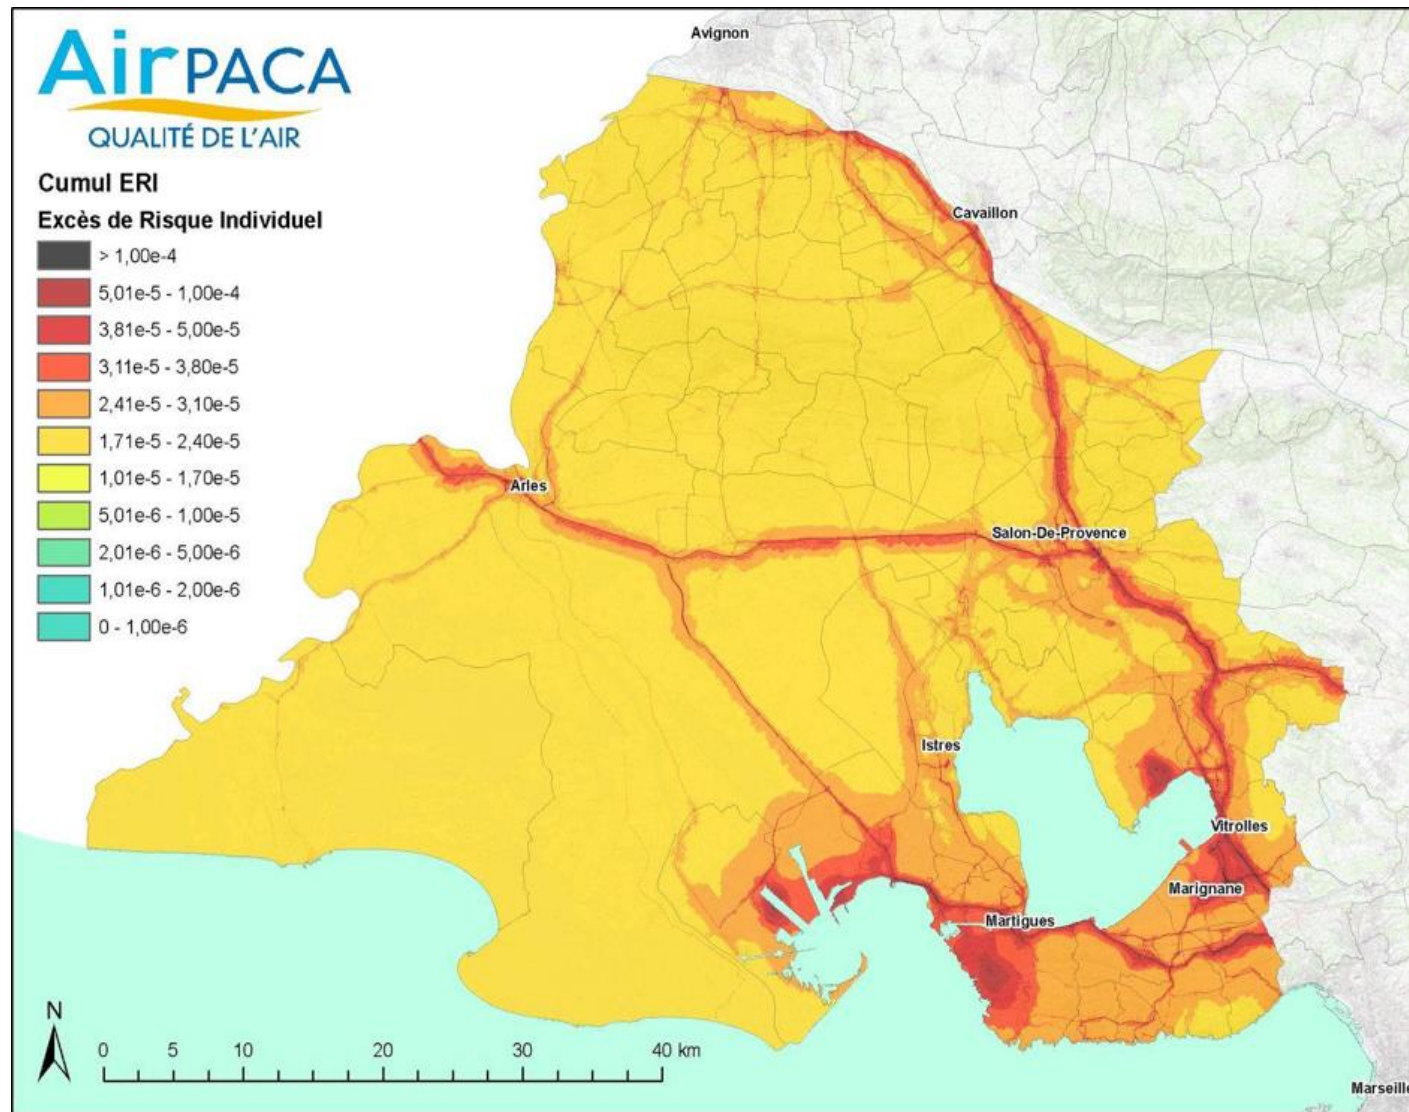 Air PACA
QUALITÉ DE L'AIR
Cumul ERI
Excès de Risque Individuel
> 1,00e-4
5,01e-5 - 1,00e-4
3,81e-5 - 5,00e-5
3,11e-5 - 3,80e-5
2,41e-5 - 3,10e-5
1,71e-5 - 2,40e-5
1,01e-5 - 1,70e-5
5,01e-6 - 1,00e-5
2,01e-6 - 5,00e-6
1,01e-6 - 2,00e-6
0 - 1,00e-6
Avignon
Cavaillon
Arles
Salon-De-Provence
Istres
Vitrolles
Marignane
Martigues
Marseille
N
0 5 10 20 30 40 km